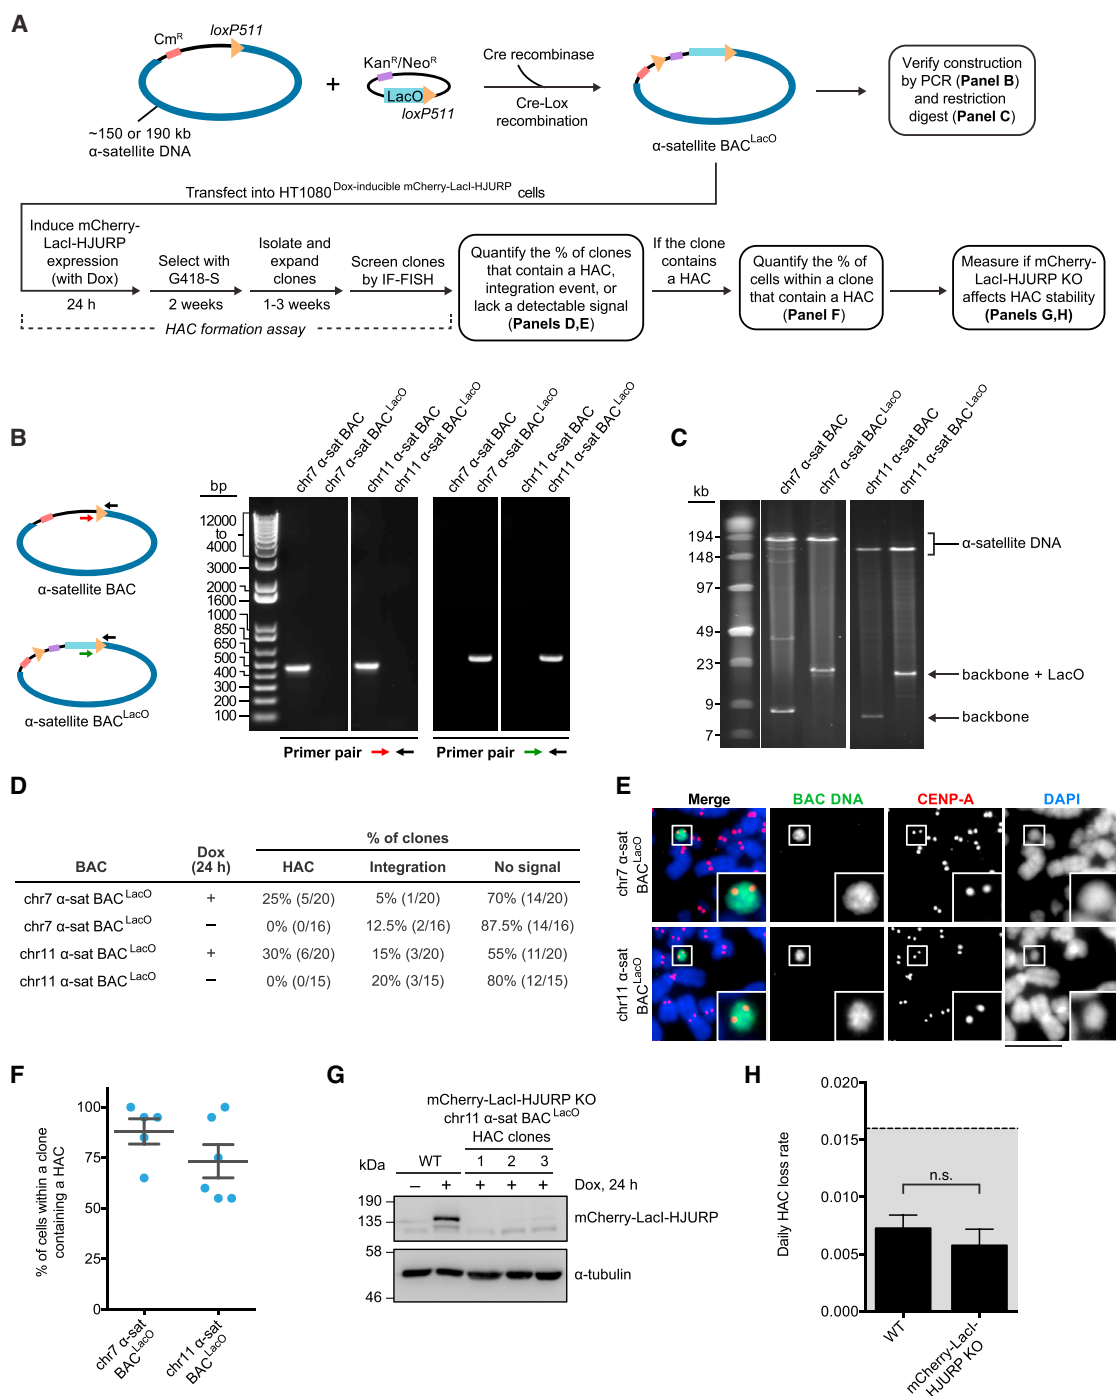 A
Cm^R
loxP511
~150 or 190 kb
α-satellite DNA
+
Kan^R/Neo^R
LacO
loxP511
Cre recombinase
Cre-Lox
recombination
α-satellite BAC^LacO
Verify construction
by PCR (Panel B)
and restriction
digest (Panel C)
Transfect into HT1080^Dox-inducible mCherry-LacI-HJURP cells
Induce mCherry-
LacI-HJURP
expression
(with Dox)
24 h
Select with
G418-S
2 weeks
Isolate and
expand
clones
1-3 weeks
Screen clones
by IF-FISH
HAC formation assay
Quantify the % of clones
that contain a HAC,
integration event, or
lack a detectable signal
(Panels D,E)
If the clone
contains
a HAC
Quantify the % of
cells within a clone
that contain a HAC
(Panel F)
Measure if mCherry-
LacI-HJURP KO
affects HAC stability
(Panels G,H)
B
α-satellite BAC
α-satellite BAC^LacO
bp
12000
to
4000
3000
2000
1600
1000
850
650
500
400
300
200
100
chr7 α-sat BAC
chr7 α-sat BAC^LacO
chr11 α-sat BAC
chr11 α-sat BAC^LacO
chr7 α-sat BAC
chr7 α-sat BAC^LacO
chr11 α-sat BAC
chr11 α-sat BAC^LacO
Primer pair
Primer pair
C
kb
194
148
97
49
23
9
7
chr7 α-sat BAC
chr7 α-sat BAC^LacO
chr11 α-sat BAC
chr11 α-sat BAC^LacO
α-satellite DNA
backbone + LacO
backbone
D
% of clones
BAC Dox (24 h) HAC Integration No signal
chr7 α-sat BAC^LacO + 25% (5/20) 5% (1/20) 70% (14/20)
chr7 α-sat BAC^LacO − 0% (0/16) 12.5% (2/16) 87.5% (14/16)
chr11 α-sat BAC^LacO + 30% (6/20) 15% (3/20) 55% (11/20)
chr11 α-sat BAC^LacO − 0% (0/15) 20% (3/15) 80% (12/15)
E
Merge BAC DNA CENP-A DAPI
chr7 α-sat
BAC^LacO
chr11 α-sat
BAC^LacO
F
% of cells within a clone
containing a HAC
100
75
50
25
0
chr7 α-sat
BAC^LacO
chr11 α-sat
BAC^LacO
G
mCherry-LacI-HJURP KO
chr11 α-sat BAC^LacO
HAC clones
kDa WT 1 2 3
− + + + + Dox, 24 h
190
135
mCherry-LacI-HJURP
58
46
α-tubulin
H
Daily HAC loss rate
0.020
0.015
0.010
0.005
0.000
n.s.
WT
mCherry-LacI-
HJURP KO